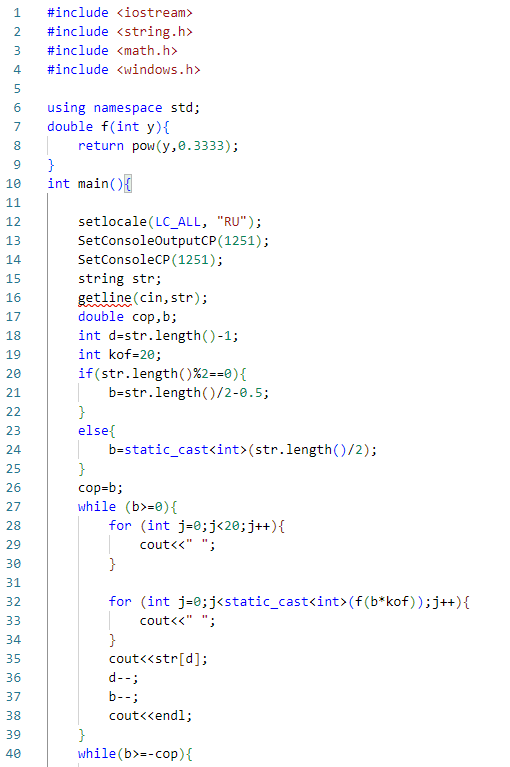 1 #include <iostream>
2 #include <string.h>
3 #include <math.h>
4 #include <windows.h>
5
6 using namespace std;
7 double f(int y){
8     return pow(y,0.3333);
9 }
10 int main(){
11
12     setlocale(LC_ALL, "RU");
13     SetConsoleOutputCP(1251);
14     SetConsoleCP(1251);
15     string str;
16     getline(cin,str);
17     double cop,b;
18     int d=str.length()-1;
19     int kof=20;
20     if(str.length()%2==0){
21         b=str.length()/2-0.5;
22     }
23     else{
24         b=static_cast<int>(str.length()/2);
25     }
26     cop=b;
27     while (b>=0){
28         for (int j=0;j<20;j++){
29             cout<<" ";
30         }
31
32         for (int j=0;j<static_cast<int>(f(b*kof));j++){
33             cout<<" ";
34         }
35         cout<<str[d];
36         d--;
37         b--;
38         cout<<endl;
39     }
40     while(b>=-cop){